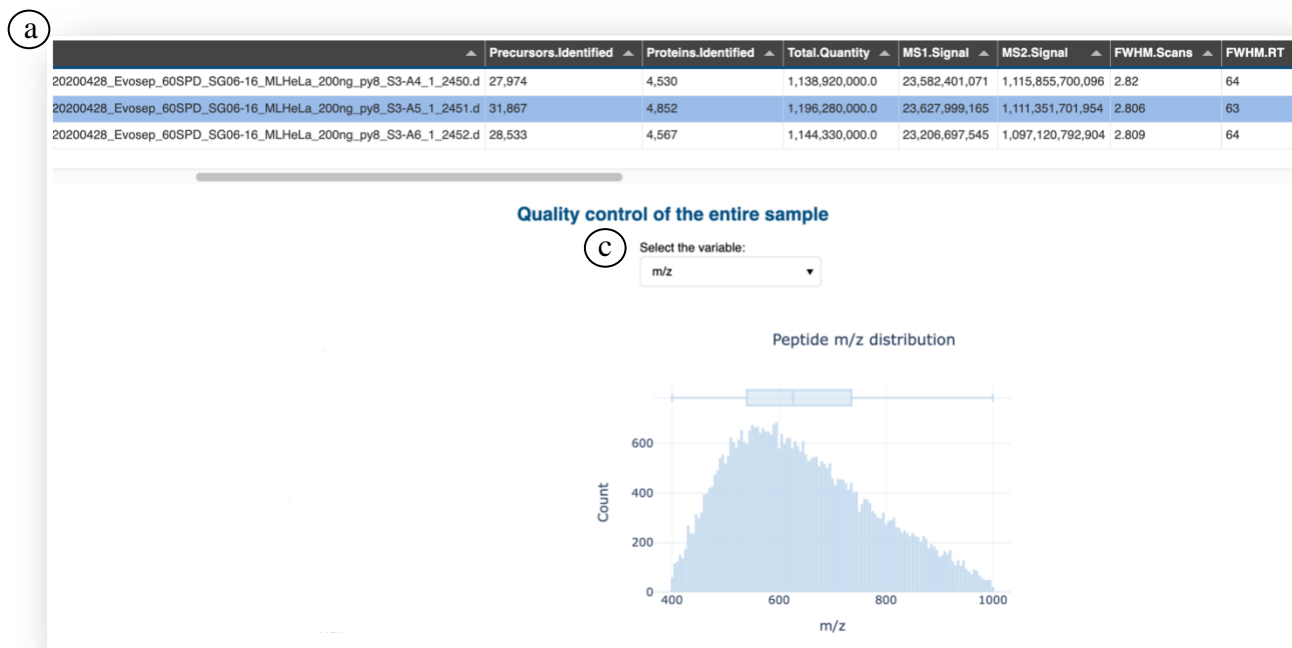 a
Precursors.Identified Proteins.Identified Total.Quantity MS1.Signal MS2.Signal FWHM.Scans FWHM.RT
20200428_Evosep_60SPD_SG06-16_MLHeLa_200ng_py8_S3-A4_1_2450.d 27,974 4,530 1,138,920,000.0 23,582,401,071 1,115,855,700,096 2.82 64
20200428_Evosep_60SPD_SG06-16_MLHeLa_200ng_py8_S3-A5_1_2451.d 31,867 4,852 1,196,280,000.0 23,627,999,165 1,111,351,701,954 2.806 63
20200428_Evosep_60SPD_SG06-16_MLHeLa_200ng_py8_S3-A6_1_2452.d 28,533 4,567 1,144,330,000.0 23,206,697,545 1,097,120,792,904 2.809 64
Quality control of the entire sample
c
Select the variable:
m/z
Peptide m/z distribution
Count
600
400
200
0
400 600 800 1000
m/z